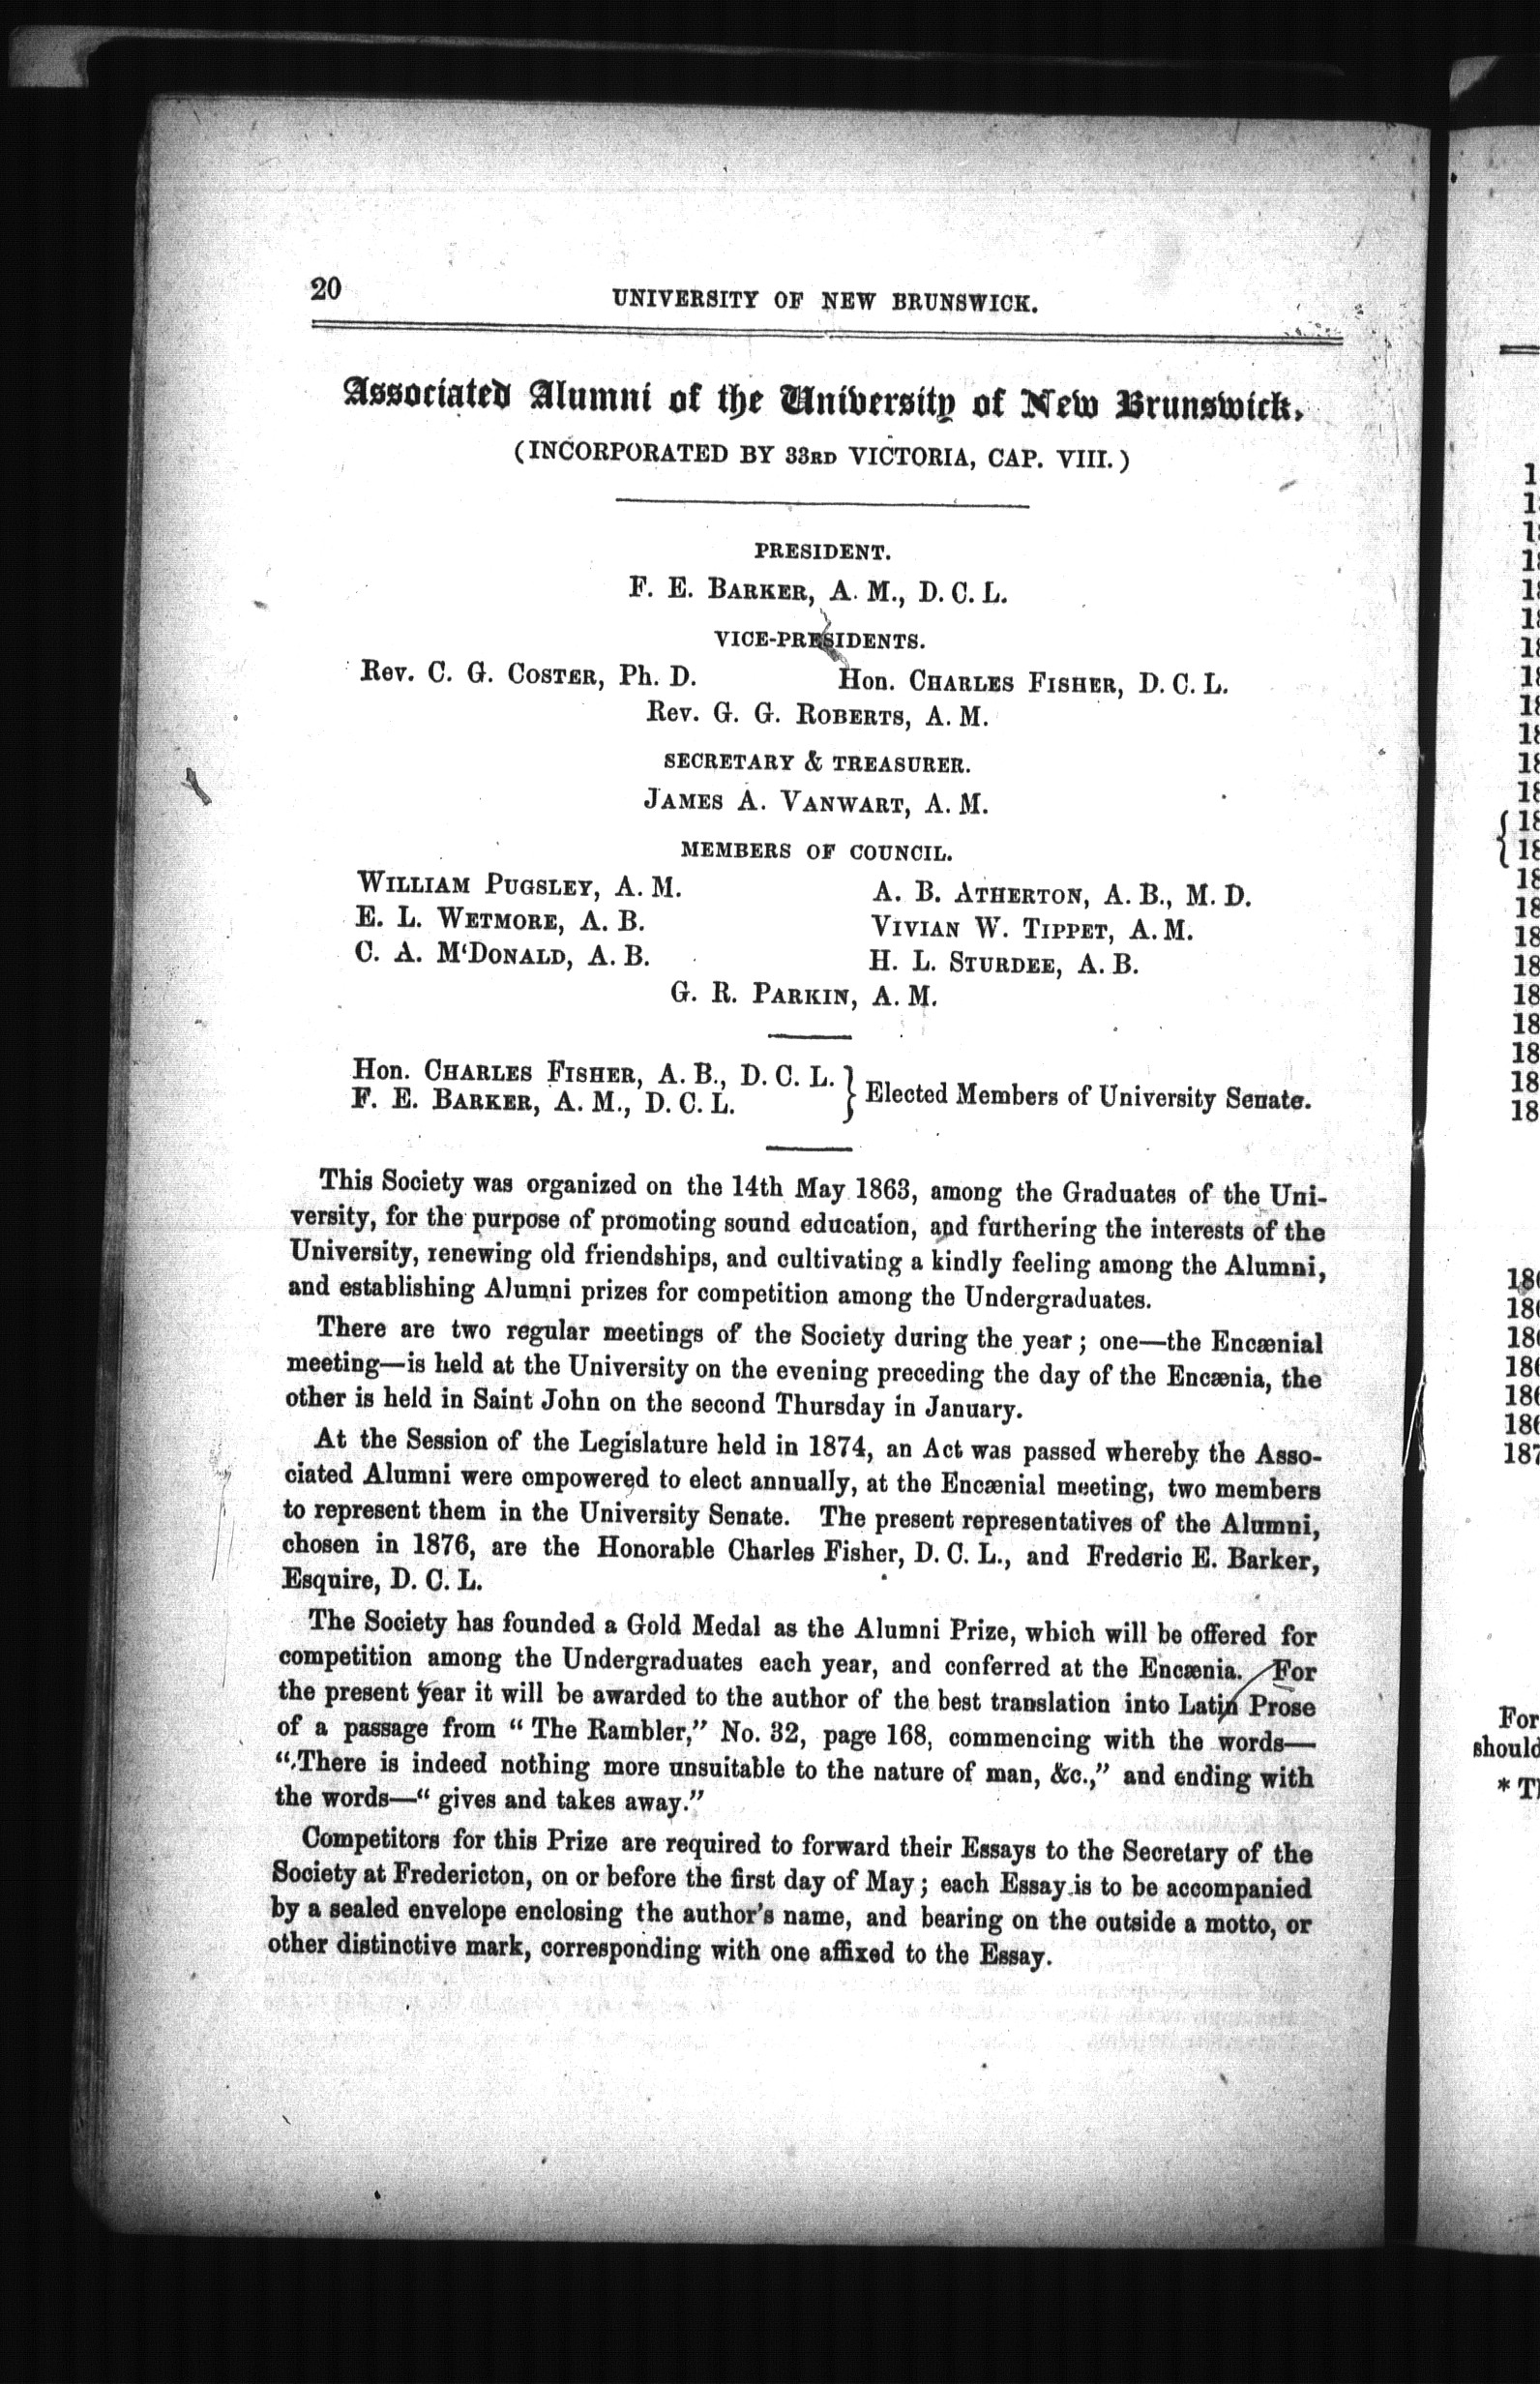 20
UNIVERSITY OF NEW BRUNSWICK.
Associated Alumni of the University of New Brunswick.
(INCORPORATED BY 33RD VICTORIA, CAP. VIII.)
PRESIDENT.
F. E. BARKER, A. M., D. C. L.
VICE-PRESIDENTS.
Rev. C. G. COSTER, Ph. D. Hon. CHARLES FISHER, D. C. L.
Rev. G. G. ROBERTS, A. M.
SECRETARY & TREASURER.
JAMES A. VANWART, A. M.
MEMBERS OF COUNCIL.
WILLIAM PUGSLEY, A. M. A. B. ATHERTON, A. B., M. D.
E. L. WETMORE, A. B. VIVIAN W. TIPPET, A. M.
C. A. M‘DONALD, A. B. H. L. STURDEE, A. B.
G. R. PARKIN, A. M.
Hon. CHARLES FISHER, A. B., D. C. L.
F. E. BARKER, A. M., D. C. L.
} Elected Members of University Senate.
This Society was organized on the 14th May 1863, among the Graduates of the Uni-
versity, for the purpose of promoting sound education, and furthering the interests of the
University, renewing old friendships, and cultivating a kindly feeling among the Alumni,
and establishing Alumni prizes for competition among the Undergraduates.
There are two regular meetings of the Society during the year; one—the Encænial
meeting—is held at the University on the evening preceding the day of the Encænia, the
other is held in Saint John on the second Thursday in January.
At the Session of the Legislature held in 1874, an Act was passed whereby the Asso-
ciated Alumni were empowered to elect annually, at the Encænial meeting, two members
to represent them in the University Senate. The present representatives of the Alumni,
chosen in 1876, are the Honorable Charles Fisher, D. C. L., and Frederic E. Barker,
Esquire, D. C. L.
The Society has founded a Gold Medal as the Alumni Prize, which will be offered for
competition among the Undergraduates each year, and conferred at the Encænia. For
the present year it will be awarded to the author of the best translation into Latin Prose
of a passage from “The Rambler,” No. 32, page 168, commencing with the words—
“There is indeed nothing more unsuitable to the nature of man, &c.,” and ending with
the words—“gives and takes away.”
Competitors for this Prize are required to forward their Essays to the Secretary of the
Society at Fredericton, on or before the first day of May; each Essay is to be accompanied
by a sealed envelope enclosing the author's name, and bearing on the outside a motto, or
other distinctive mark, corresponding with one affixed to the Essay.
For
should